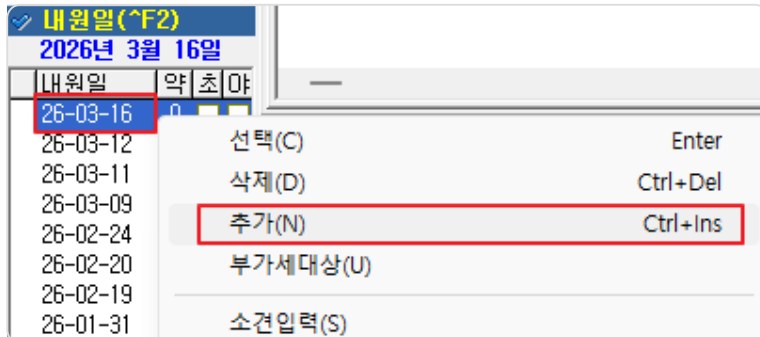 내원일(^F2)
2026년 3월 16일
내원일 약 초 야
26-03-16 0
26-03-12
26-03-11
26-03-09
26-02-24
26-02-20
26-02-19
26-01-31
선택(C) Enter
삭제(D) Ctrl+Del
추가(N) Ctrl+Ins
부가세대상(U)
소견입력(S)